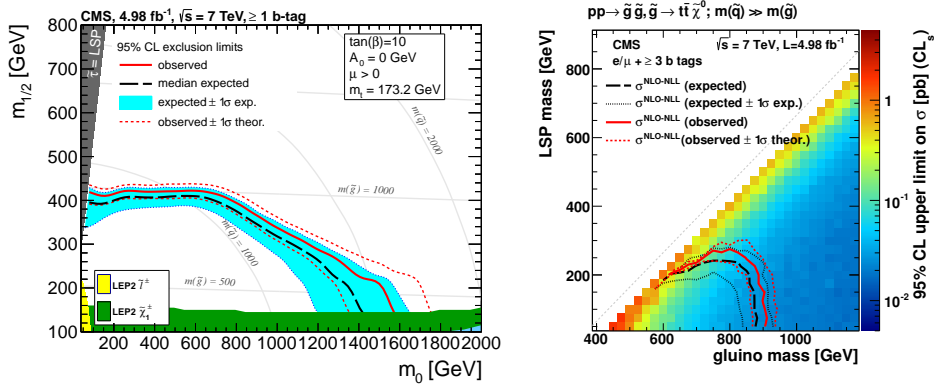 CMS, 4.98 fb⁻¹, √s = 7 TeV, ≥ 1 b-tag
m₁/₂ [GeV]
800
700
600
500
400
300
200
100
τ̃ = LSP
95% CL exclusion limits
observed
median expected
expected ± 1σ exp.
observed ± 1σ theor.
tan(β)=10
A₀ = 0 GeV
μ > 0
mₜ = 173.2 GeV
m(q̃) = 2000
m(g̃) = 1000
m(q̃) = 1000
m(g̃) = 500
LEP2 τ̃±
LEP2 χ̃₁±
200 400 600 800 1000 1200 1400 1600 1800 2000
m₀ [GeV]
pp→ g̃ g̃, g̃→ tt̄ χ̃⁰; m(q̃) ≫ m(g̃)
CMS √s = 7 TeV, L=4.98 fb⁻¹
e/μ + ≥ 3 b tags
σᴺᴸᴼ⁻ᴺᴸᴸ (expected)
σᴺᴸᴼ⁻ᴺᴸᴸ (expected ± 1σ exp.)
σᴺᴸᴼ⁻ᴺᴸᴸ (observed)
σᴺᴸᴼ⁻ᴺᴸᴸ (observed ± 1σ theor.)
LSP mass [GeV]
800
600
400
200
400 600 800 1000
gluino mass [GeV]
1
10⁻¹
10⁻²
95% CL upper limit on σ [pb] (CLₛ)